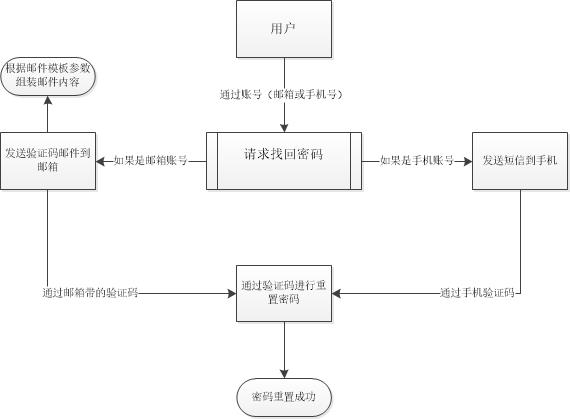 用户
根据邮件模板参数
组装邮件内容
通过账号（邮箱或手机号）
发送验证码邮件到
邮箱
如果是邮箱账号
请求找回密码
如果是手机账号
发送短信到手机
通过邮箱带的验证码
通过验证码进行重
置密码
通过手机验证码
密码重置成功